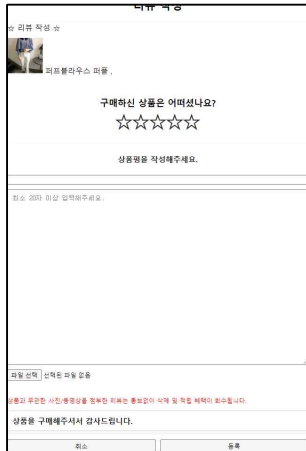 리뷰 작성
☆ 리뷰 작성 ☆
퍼프블라우스 퍼플 ,
구매하신 상품은 어떠셨나요?
☆☆☆☆☆
상품평을 작성해주세요.
최소 20자 이상 입력해주세요.
파일 선택 선택된 파일 없음
상품과 무관한 사진/동영상을 첨부한 리뷰는 통보없이 삭제 및 적립 혜택이 회수됩니다.
상품을 구매해주셔서 감사드립니다.
취소
등록